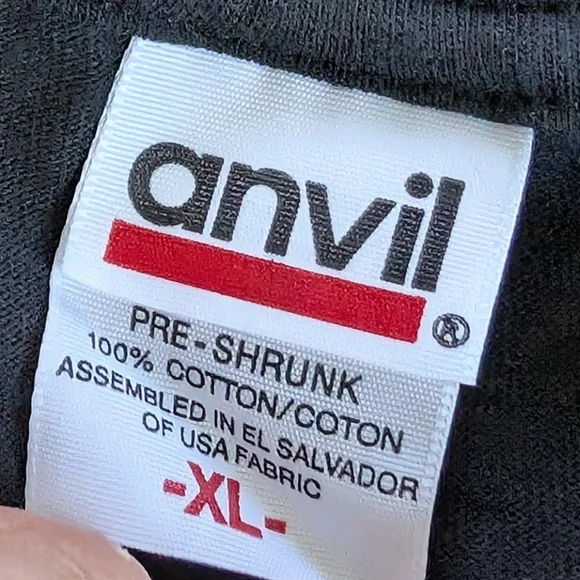 anvil
®
PRE-SHRUNK
100% COTTON/COTON
ASSEMBLED IN EL SALVADOR
OF USA FABRIC
-XL-